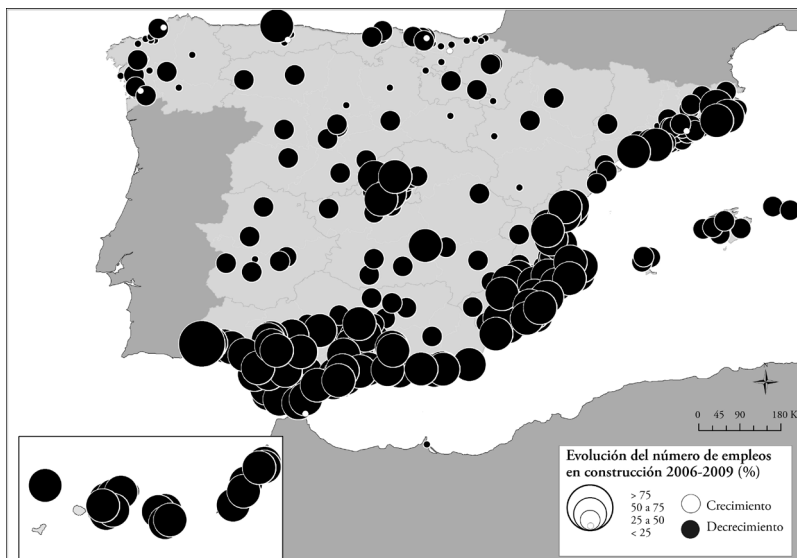 0 45 90 180 K
Evolución del número de empleos
en construcción 2006-2009 (%)
> 75
50 a 75
25 a 50
< 25
Crecimiento
Decrecimiento